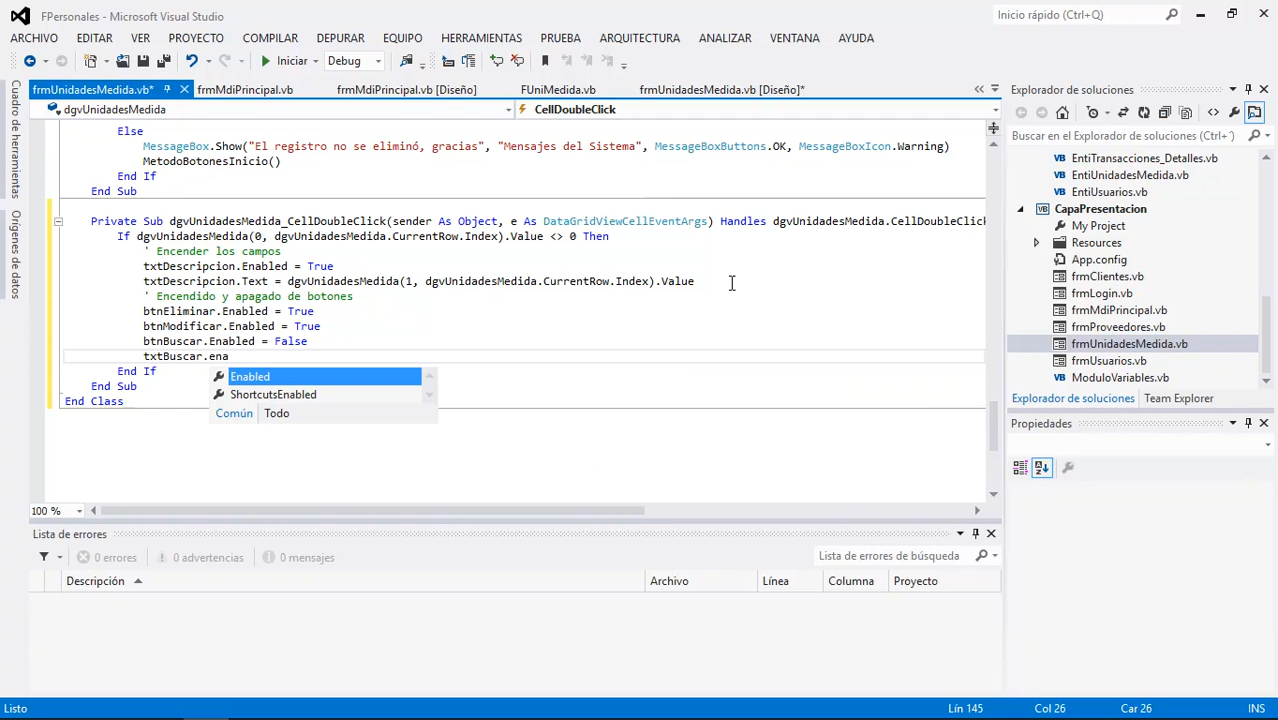 FPersonales - Microsoft Visual Studio
Inicio rápido (Ctrl+Q)
ARCHIVO EDITAR VER PROYECTO COMPILAR DEPURAR EQUIPO HERRAMIENTAS PRUEBA ARQUITECTURA ANALIZAR VENTANA AYUDA
Iniciar Debug
Cuadro de herramientas
Orígenes de datos
frmUnidadesMedida.vb* frmMdiPrincipal.vb frmMdiPrincipal.vb [Diseño] FUniMedida.vb frmUnidadesMedida.vb [Diseño]*
dgvUnidadesMedida CellDoubleClick
Else
MessageBox.Show("El registro no se eliminó, gracias", "Mensajes del Sistema", MessageBoxButtons.OK, MessageBoxIcon.Warning)
MetodoBotonesInicio()
End If
End Sub
Private Sub dgvUnidadesMedida_CellDoubleClick(sender As Object, e As DataGridViewCellEventArgs) Handles dgvUnidadesMedida.CellDoubleClick
If dgvUnidadesMedida(0, dgvUnidadesMedida.CurrentRow.Index).Value <> 0 Then
' Encender los campos
txtDescripcion.Enabled = True
txtDescripcion.Text = dgvUnidadesMedida(1, dgvUnidadesMedida.CurrentRow.Index).Value
' Encendido y apagado de botones
btnEliminar.Enabled = True
btnModificar.Enabled = True
btnBuscar.Enabled = False
txtBuscar.ena
End If
End Sub
End Class
Enabled
ShortcutsEnabled
Común Todo
100 %
Lista de errores
0 errores 0 advertencias 0 mensajes
Lista de errores de búsqueda
Descripción Archivo Línea Columna Proyecto
Explorador de soluciones
Buscar en el Explorador de soluciones (Ctrl+')
EntiTransacciones_Detalles.vb
EntiUnidadesMedida.vb
EntiUsuarios.vb
CapaPresentacion
My Project
Resources
App.config
frmClientes.vb
frmLogin.vb
frmMdiPrincipal.vb
frmProveedores.vb
frmUnidadesMedida.vb
frmUsuarios.vb
ModuloVariables.vb
Explorador de soluciones Team Explorer
Propiedades
Listo Lín 145 Col 26 Car 26 INS